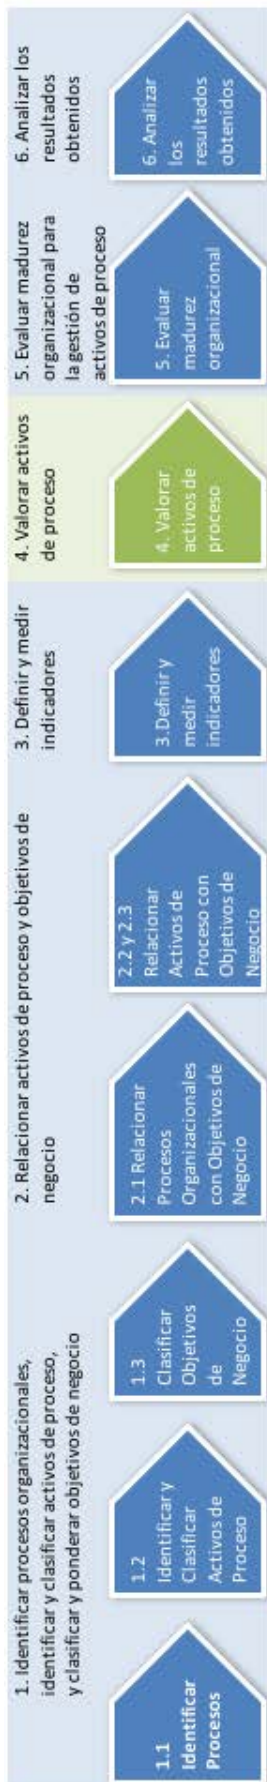 1. Identificar procesos organizacionales,
identificar y clasificar activos de proceso,
y clasificar y ponderar objetivos de negocio
2. Relacionar activos de proceso y objetivos de
negocio
3. Definir y medir
indicadores
4. Valorar activos
de proceso
5. Evaluar madurez
organizacional para
la gestión de
activos de proceso
6. Analizar los
resultados
obtenidos
1.1
Identificar
Procesos
1.2
Identificar y
Clasificar
Activos de
Proceso
1.3
Clasificar
Objetivos
de
Negocio
2.1 Relacionar
Procesos
Organizacionales
con Objetivos de
Negocio
2.2 y 2.3
Relacionar
Activos de
Proceso con
Objetivos de
Negocio
3.Definir y
medir
indicadores
4. Valorar
activos de
proceso
5. Evaluar
madurez
organizacional
6. Analizar
los
resultados
obtenidos